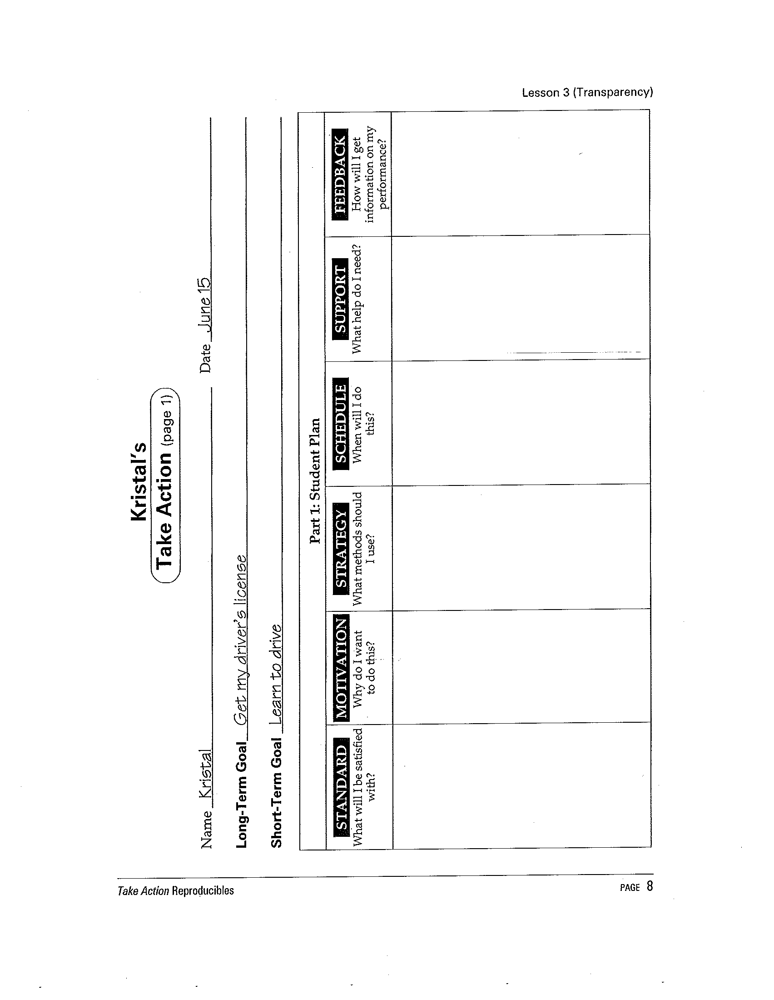 Lesson 3 (Transparency)
Kristal's
Take Action (page 1)
Name Kristal Date June 15
Long-Term Goal Get my driver's license
Short-Term Goal Learn to drive
Part 1: Student Plan
STANDARD
What will I be satisfied
with?
MOTIVATION
Why do I want
to do this?
STRATEGY
What methods should
I use?
SCHEDULE
When will I do
this?
SUPPORT
What help do I need?
FEEDBACK
How will I get
information on my
performance?
Take Action Reproducibles
PAGE 8